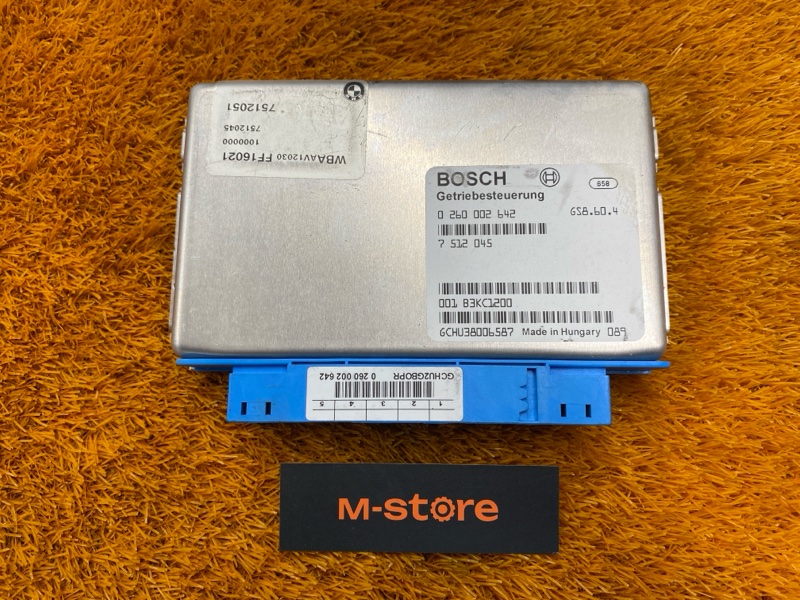 7512051
7512045
1000000
WBAAV12030 FF16021
BOSCH
658
Getriebesteuerung
0 260 002 642 GS8.60.4
7 512 045
001 B3KC1200
GCHU38006587 Made in Hungary 089
GCHU2GBOPR 0 260 002 642
1 2 3 4 5
M-store